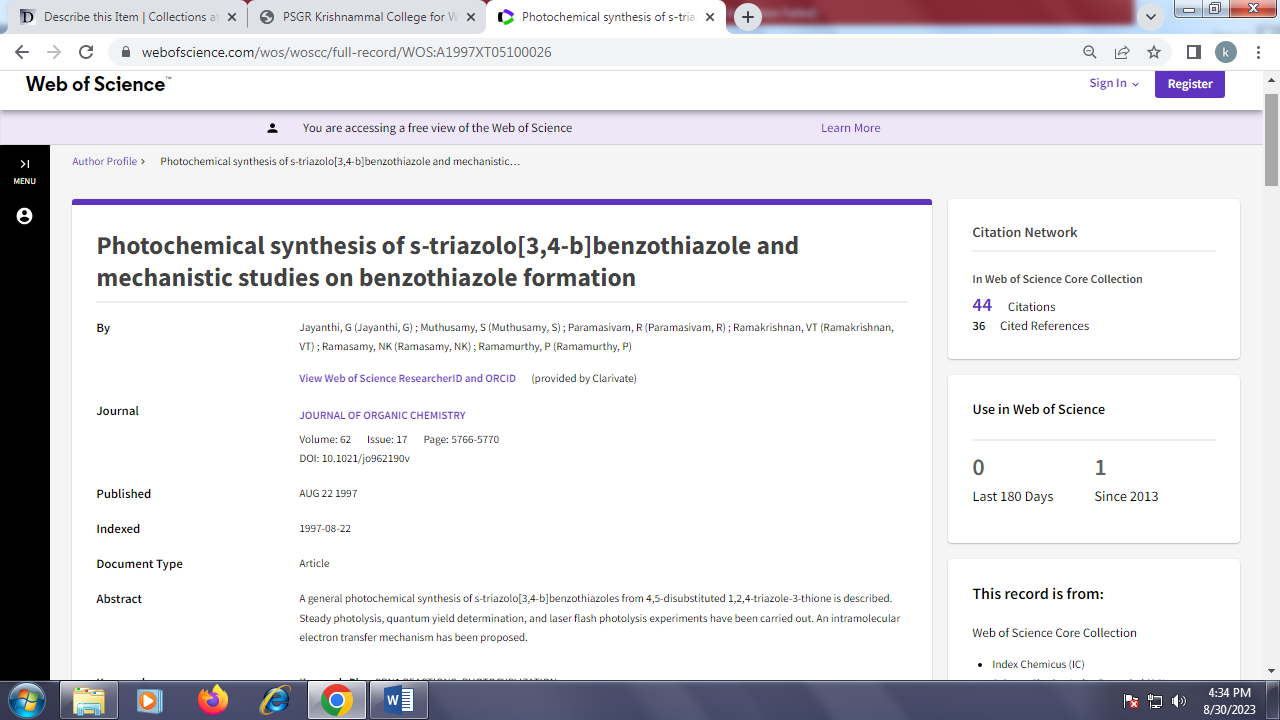 Describe this Item | Collections at
PSGR Krishnammal College for W
Photochemical synthesis of s-tria
webofscience.com/wos/woscc/full-record/WOS:A1997XT05100026
k
Web of Science™
Sign In
Register
You are accessing a free view of the Web of Science
Learn More
MENU
Author Profile > Photochemical synthesis of s-triazolo[3,4-b]benzothiazole and mechanistic…
Photochemical synthesis of s-triazolo[3,4-b]benzothiazole and
mechanistic studies on benzothiazole formation
By
Jayanthi, G (Jayanthi, G) ; Muthusamy, S (Muthusamy, S) ; Paramasivam, R (Paramasivam, R) ; Ramakrishnan, VT (Ramakrishnan,
VT) ; Ramasamy, NK (Ramasamy, NK) ; Ramamurthy, P (Ramamurthy, P)
View Web of Science ResearcherID and ORCID (provided by Clarivate)
Journal
JOURNAL OF ORGANIC CHEMISTRY
Volume: 62 Issue: 17 Page: 5766-5770
DOI: 10.1021/jo962190v
Published
AUG 22 1997
Indexed
1997-08-22
Document Type
Article
Abstract
A general photochemical synthesis of s-triazolo[3,4-b]benzothiazoles from 4,5-disubstituted 1,2,4-triazole-3-thione is described.
Steady photolysis, quantum yield determination, and laser flash photolysis experiments have been carried out. An intramolecular
electron transfer mechanism has been proposed.
Citation Network
In Web of Science Core Collection
44 Citations
36 Cited References
Use in Web of Science
0
Last 180 Days
1
Since 2013
This record is from:
Web of Science Core Collection
• Index Chemicus (IC)
4:34 PM
8/30/2023